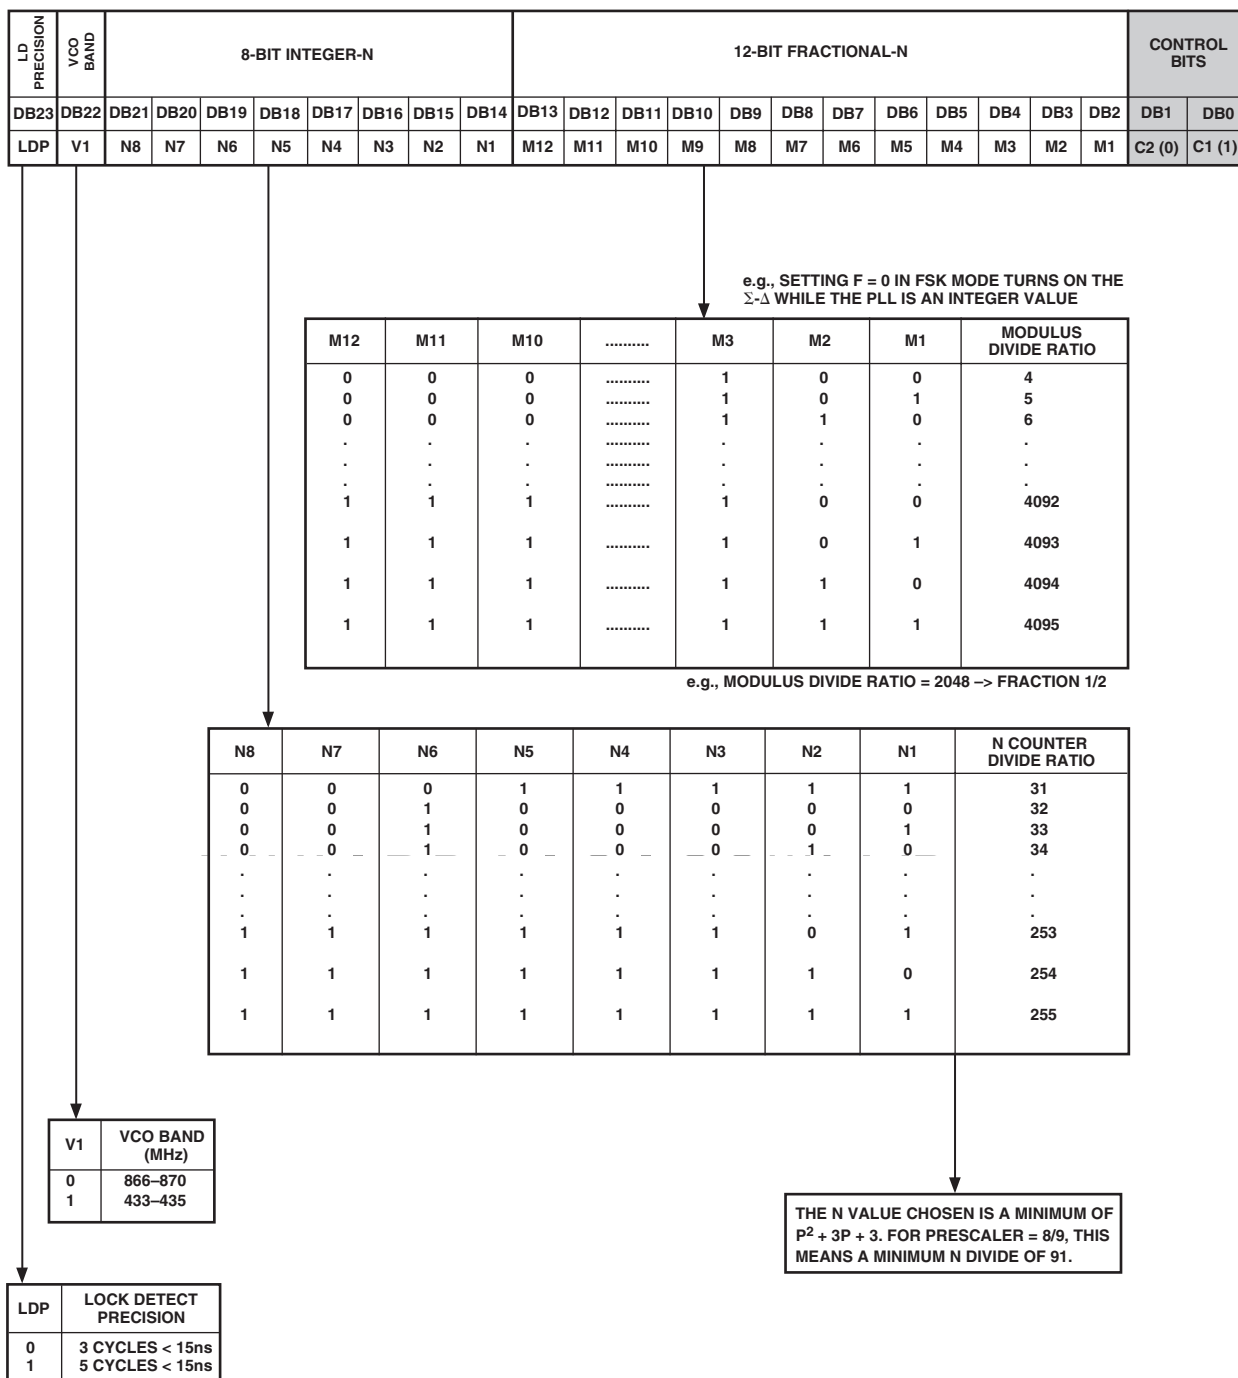 LD PRECISION
VCO BAND
8-BIT INTEGER-N
12-BIT FRACTIONAL-N
CONTROL BITS
DB23 DB22 DB21 DB20 DB19 DB18 DB17 DB16 DB15 DB14 DB13 DB12 DB11 DB10 DB9 DB8 DB7 DB6 DB5 DB4 DB3 DB2 DB1 DB0
LDP V1 N8 N7 N6 N5 N4 N3 N2 N1 M12 M11 M10 M9 M8 M7 M6 M5 M4 M3 M2 M1 C2 (0) C1 (1)
e.g., SETTING F = 0 IN FSK MODE TURNS ON THE
Σ-Δ WHILE THE PLL IS AN INTEGER VALUE
M12 M11 M10 .......... M3 M2 M1 MODULUS DIVIDE RATIO
0 0 0 .......... 1 0 0 4
0 0 0 .......... 1 0 1 5
0 0 0 .......... 1 1 0 6
. . . .......... . . . .
. . . .......... . . . .
. . . .......... . . . .
1 1 1 .......... 1 0 0 4092
1 1 1 .......... 1 0 1 4093
1 1 1 .......... 1 1 0 4094
1 1 1 .......... 1 1 1 4095
e.g., MODULUS DIVIDE RATIO = 2048 –> FRACTION 1/2
N8 N7 N6 N5 N4 N3 N2 N1 N COUNTER DIVIDE RATIO
0 0 0 1 1 1 1 1 31
0 0 1 0 0 0 0 0 32
0 0 1 0 0 0 0 1 33
0 0 1 0 0 0 1 0 34
. . . . . . . . .
. . . . . . . . .
. . . . . . . . .
1 1 1 1 1 1 0 1 253
1 1 1 1 1 1 1 0 254
1 1 1 1 1 1 1 1 255
V1 VCO BAND (MHz)
0 866–870
1 433–435
THE N VALUE CHOSEN IS A MINIMUM OF
P² + 3P + 3. FOR PRESCALER = 8/9, THIS
MEANS A MINIMUM N DIVIDE OF 91.
LDP LOCK DETECT PRECISION
0 3 CYCLES < 15ns
1 5 CYCLES < 15ns